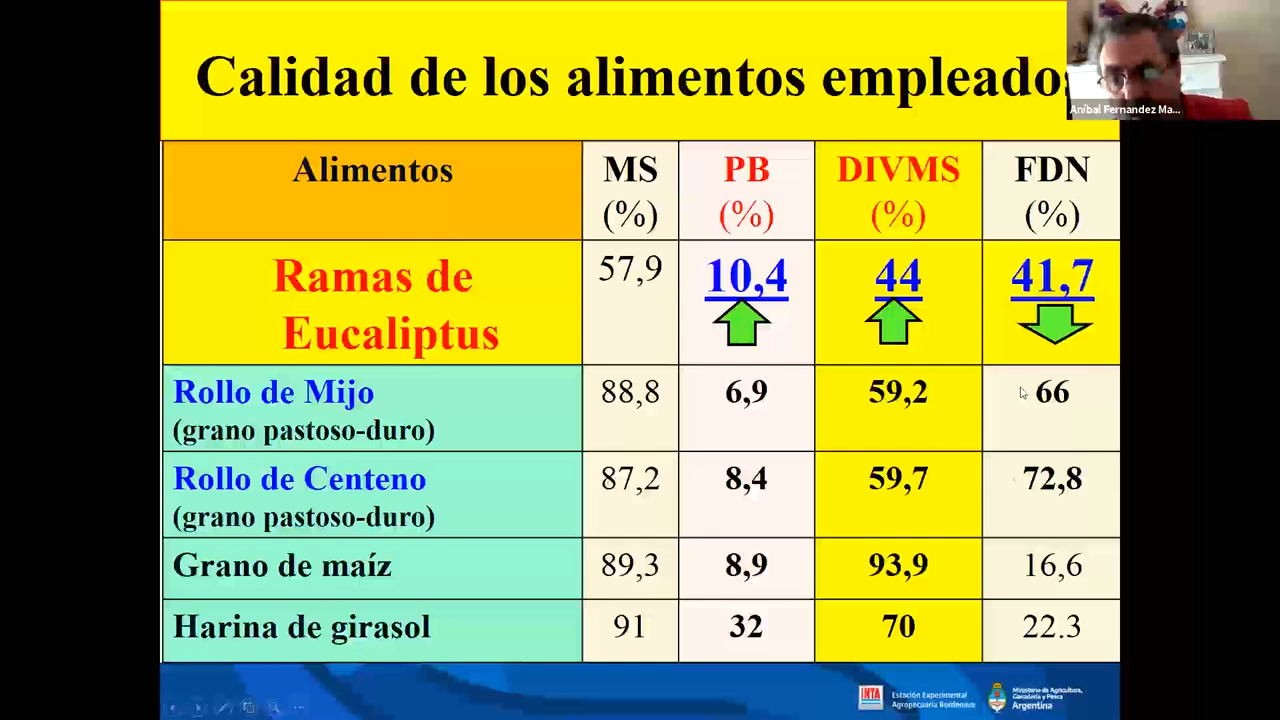 Calidad de los alimentos empleados
Anibal Fernandez Ma...
Alimentos MS PB DIVMS FDN
(%) (%) (%) (%)
Ramas de 57,9 10,4 44 41,7
Eucaliptus
Rollo de Mijo 88,8 6,9 59,2 66
(grano pastoso-duro)
Rollo de Centeno 87,2 8,4 59,7 72,8
(grano pastoso-duro)
Grano de maíz 89,3 8,9 93,9 16,6
Harina de girasol 91 32 70 22.3
INTA
Estación Experimental
Agropecuaria Bordenave
Ministerio de Agricultura,
Ganadería y Pesca
Argentina